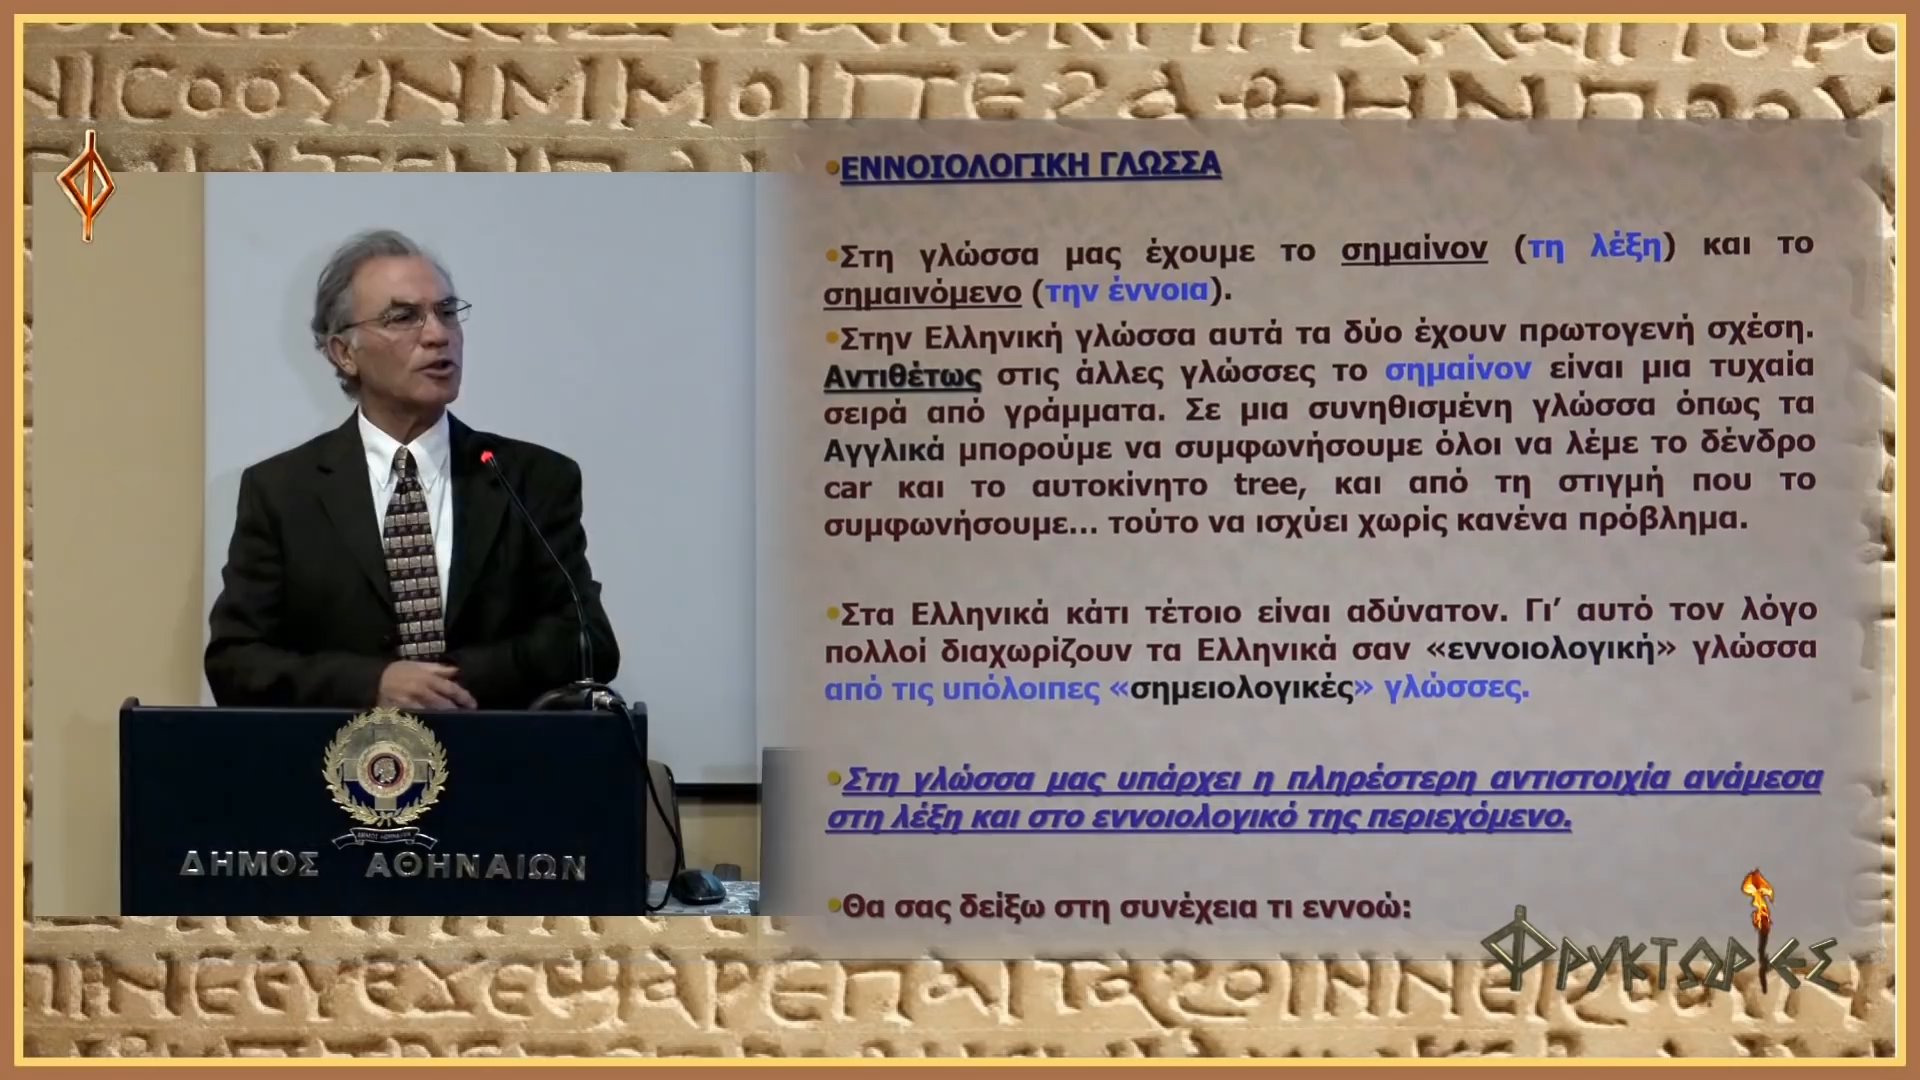 ΝΙΣΟΟΥΝΜΜΟΙΠΤΕ
•ΕΝΝΟΙΟΛΟΓΙΚΗ ΓΛΩΣΣΑ
•Στη γλώσσα μας έχουμε το σημαίνον (τη λέξη) και το
σημαινόμενο (την έννοια).
•Στην Ελληνική γλώσσα αυτά τα δύο έχουν πρωτογενή σχέση.
Αντιθέτως στις άλλες γλώσσες το σημαίνον είναι μια τυχαία
σειρά από γράμματα. Σε μια συνηθισμένη γλώσσα όπως τα
Αγγλικά μπορούμε να συμφωνήσουμε όλοι να λέμε το δένδρο
car και το αυτοκίνητο tree, και από τη στιγμή που το
συμφωνήσουμε... τούτο να ισχύει χωρίς κανένα πρόβλημα.
•Στα Ελληνικά κάτι τέτοιο είναι αδύνατον. Γι’ αυτό τον λόγο
πολλοί διαχωρίζουν τα Ελληνικά σαν «εννοιολογική» γλώσσα
από τις υπόλοιπες «σημειολογικές» γλώσσες.
•Στη γλώσσα μας υπάρχει η πληρέστερη αντιστοιχία ανάμεσα
στη λέξη και στο εννοιολογικό της περιεχόμενο.
•Θα σας δείξω στη συνέχεια τι εννοώ:
ΔΗΜΟΣ ΑΘΗΝΑΙΩΝ
ΦΡΥΚΤΩΡΙΕΣ